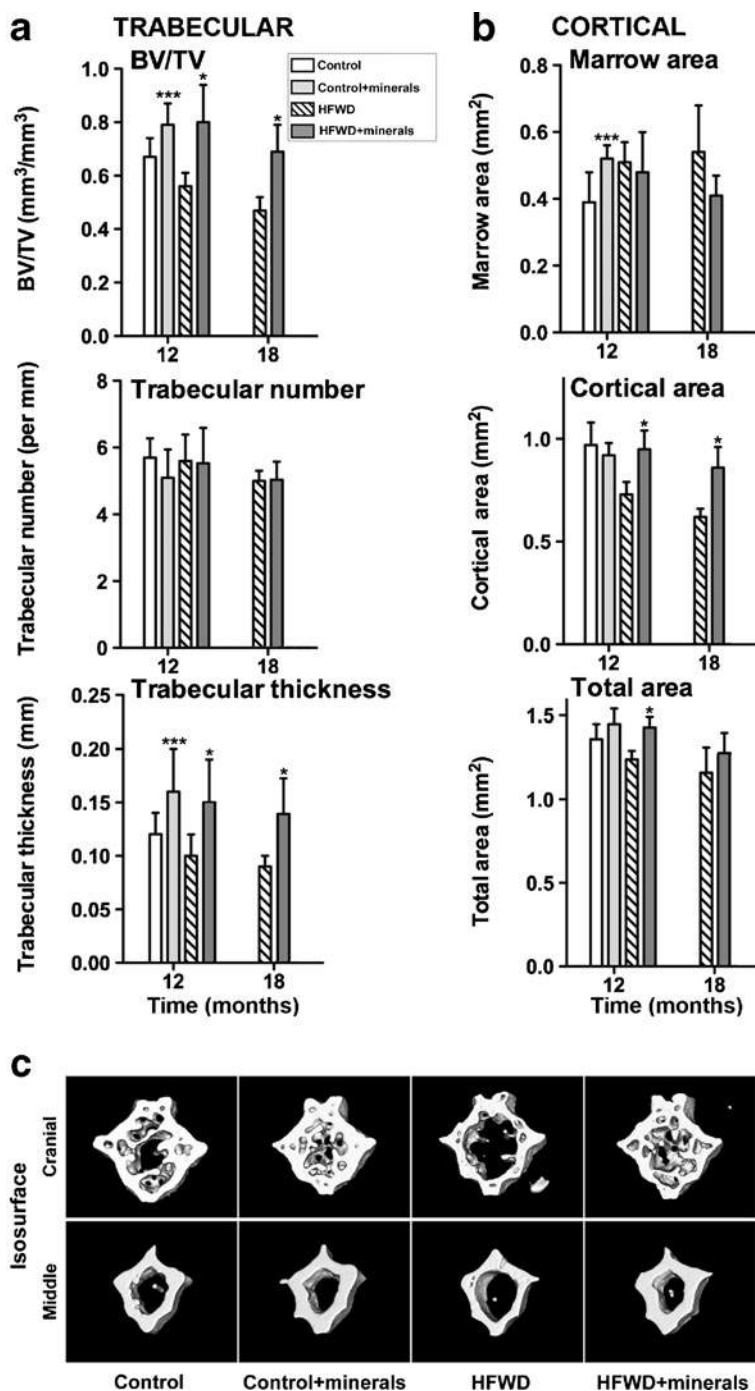 a
TRABECULAR
BV/TV
Control
Control+minerals
HFWD
HFWD+minerals
BV/TV (mm³/mm³)
1.0
0.8
0.6
0.4
0.2
0.0
***
*
*
12
18
Trabecular number
Trabecular number (per mm)
8
6
4
2
0
12
18
Trabecular thickness
Trabecular thickness (mm)
0.25
0.20
0.15
0.10
0.05
0.00
***
*
*
12
18
Time (months)
b
CORTICAL
Marrow area
Marrow area (mm²)
0.8
0.6
0.4
0.2
0.0
***
12
18
Cortical area
Cortical area (mm²)
1.0
0.5
0.0
*
*
12
18
Total area
Total area (mm²)
1.5
1.0
0.5
0.0
*
12
18
Time (months)
c
Isosurface
Cranial
Middle
Control
Control+minerals
HFWD
HFWD+minerals